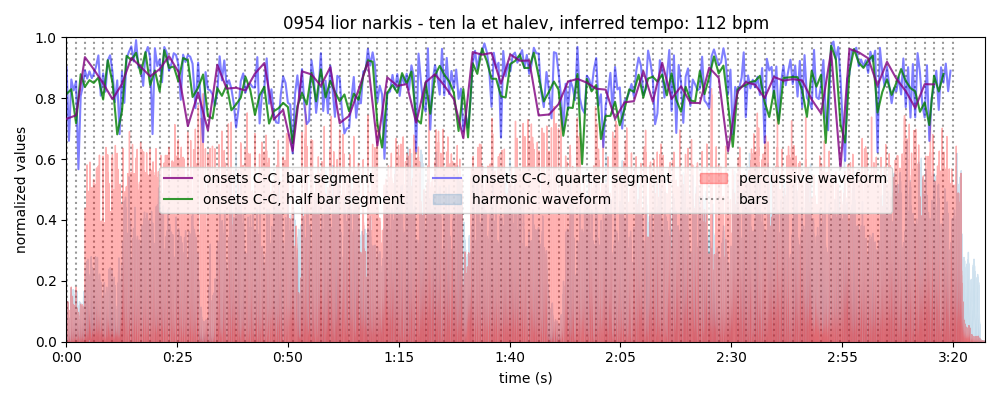 0954 lior narkis - ten la et halev, inferred tempo: 112 bpm
normalized values
1.0
0.8
0.6
0.4
0.2
0.0
onsets C-C, bar segment
onsets C-C, half bar segment
onsets C-C, quarter segment
harmonic waveform
percussive waveform
bars
0:00 0:25 0:50 1:15 1:40 2:05 2:30 2:55 3:20
time (s)